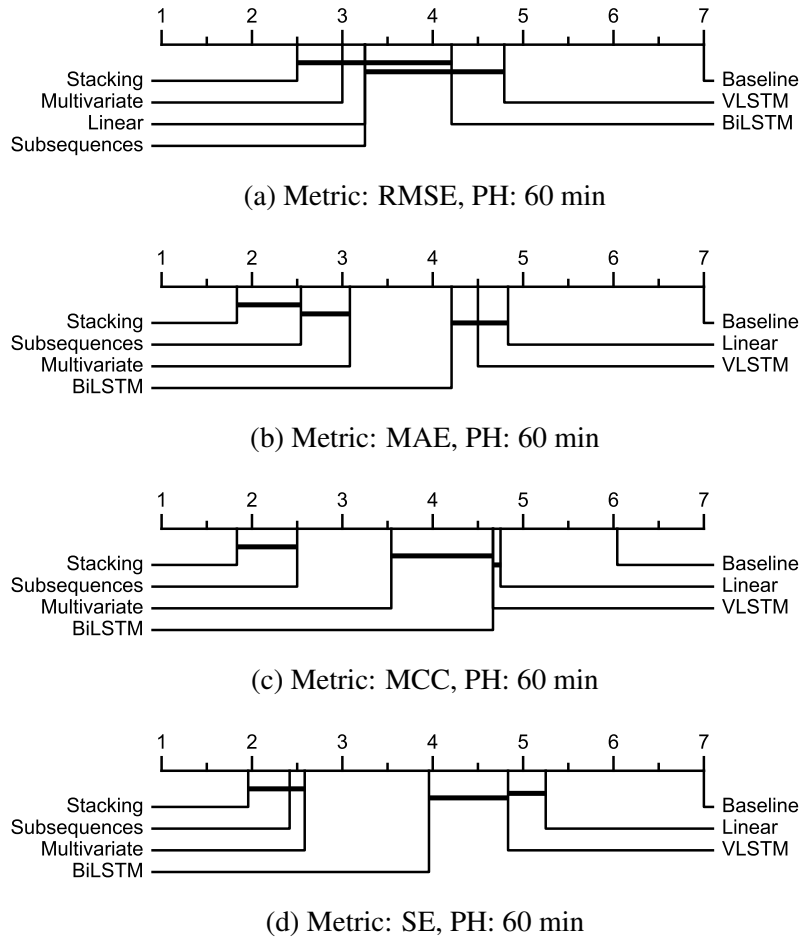 1 2 3 4 5 6 7
Stacking Baseline
Multivariate VLSTM
Linear BiLSTM
Subsequences
(a) Metric: RMSE, PH: 60 min
1 2 3 4 5 6 7
Stacking Baseline
Subsequences Linear
Multivariate VLSTM
BiLSTM
(b) Metric: MAE, PH: 60 min
1 2 3 4 5 6 7
Stacking Baseline
Subsequences Linear
Multivariate VLSTM
BiLSTM
(c) Metric: MCC, PH: 60 min
1 2 3 4 5 6 7
Stacking Baseline
Subsequences Linear
Multivariate VLSTM
BiLSTM
(d) Metric: SE, PH: 60 min